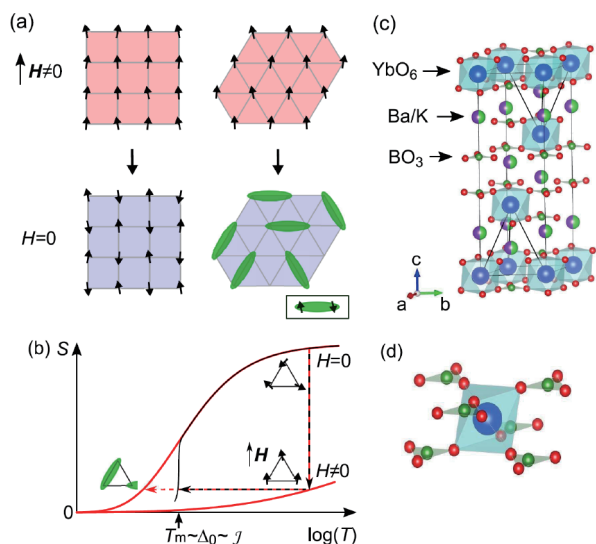 (a)
H≠0
H=0
(b)
S
H=0
H
H≠0
0
Tm~Δ0~ 𝒥
log(T)
(c)
YbO6
Ba/K
BO3
c
a
b
(d)